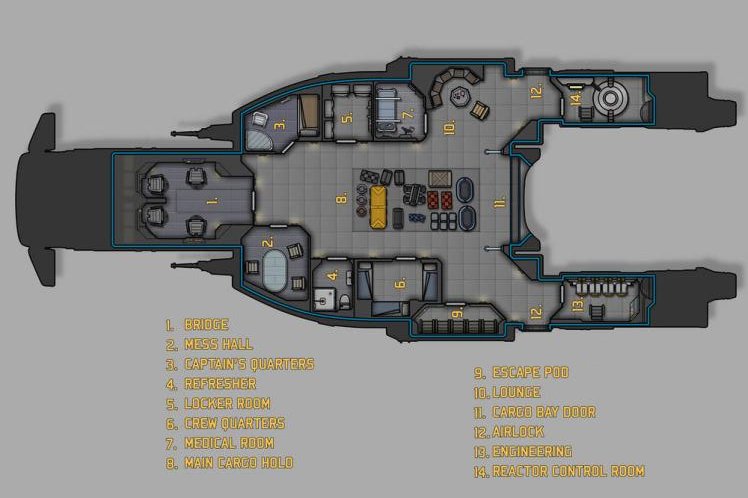 14.
12.
3.
5.
7.
10.
1.
8.
11.
2.
4.
6.
9.
12.
13.
1. BRIDGE
2. MESS HALL
3. CAPTAIN'S QUARTERS
4. REFRESHER
5. LOCKER ROOM
6. CREW QUARTERS
7. MEDICAL ROOM
8. MAIN CARGO HOLD
9. ESCAPE POD
10. LOUNGE
11. CARGO BAY DOOR
12. AIRLOCK
13. ENGINEERING
14. REACTOR CONTROL ROOM